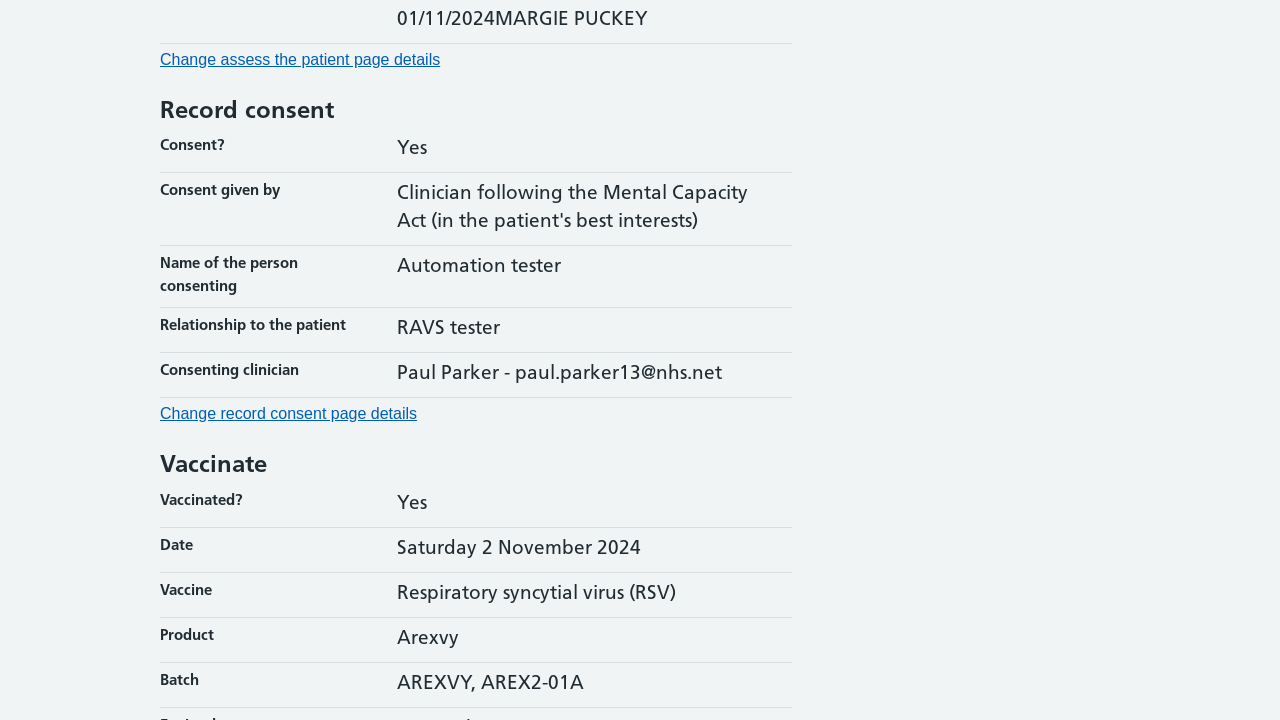 01/11/2024MARGIE PUCKEY
Change assess the patient page details
Record consent
Consent? Yes
Consent given by Clinician following the Mental Capacity
Act (in the patient's best interests)
Name of the person Automation tester
consenting
Relationship to the patient RAVS tester
Consenting clinician Paul Parker - paul.parker13@nhs.net
Change record consent page details
Vaccinate
Vaccinated? Yes
Date Saturday 2 November 2024
Vaccine Respiratory syncytial virus (RSV)
Product Arexvy
Batch AREXVY, AREX2-01A